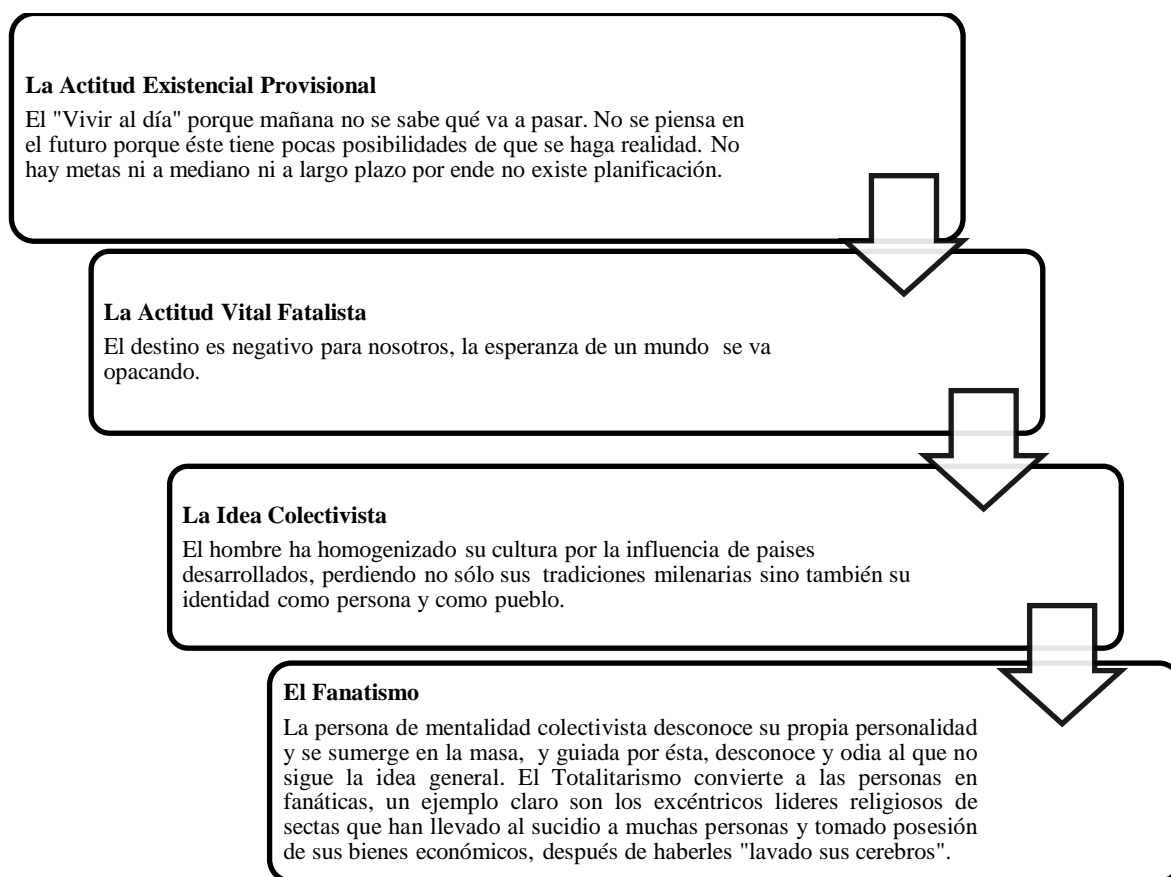 La Actitud Existencial Provisional
El "Vivir al día" porque mañana no se sabe qué va a pasar. No se piensa en
el futuro porque éste tiene pocas posibilidades de que se haga realidad. No
hay metas ni a mediano ni a largo plazo por ende no existe planificación.
La Actitud Vital Fatalista
El destino es negativo para nosotros, la esperanza de un mundo se va
opacando.
La Idea Colectivista
El hombre ha homogenizado su cultura por la influencia de paises
desarrollados, perdiendo no sólo sus tradiciones milenarias sino también su
identidad como persona y como pueblo.
El Fanatismo
La persona de mentalidad colectivista desconoce su propia personalidad
y se sumerge en la masa, y guiada por ésta, desconoce y odia al que no
sigue la idea general. El Totalitarismo convierte a las personas en
fanáticas, un ejemplo claro son los excéntricos lideres religiosos de
sectas que han llevado al sucidio a muchas personas y tomado posesión
de sus bienes económicos, después de haberles "lavado sus cerebros".